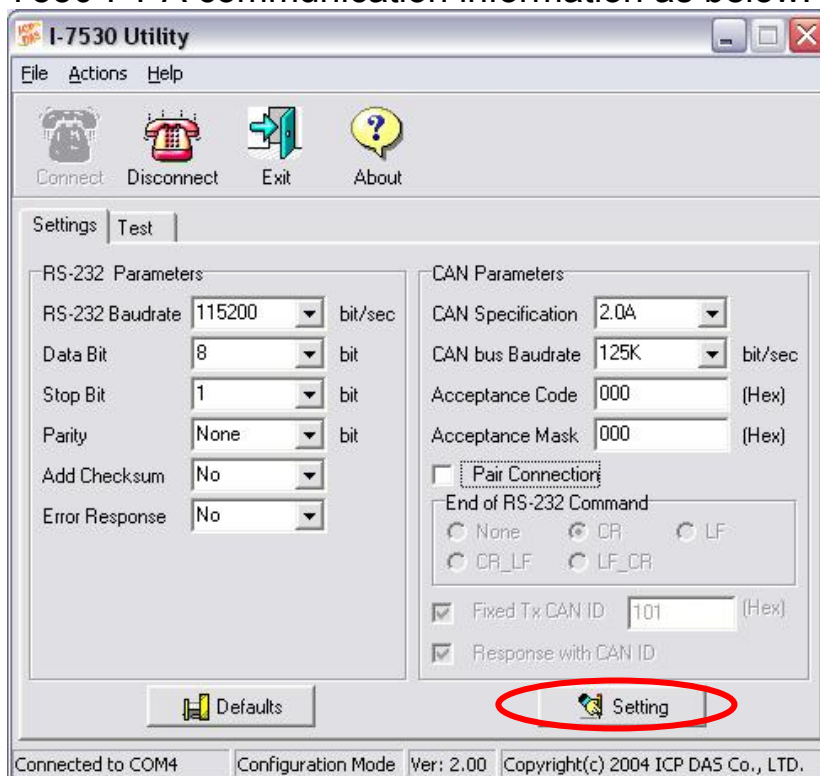 I-7530 Utility
File Actions Help
Connect Disconnect Exit About
Settings Test
RS-232 Parameters
RS-232 Baudrate 115200 bit/sec
Data Bit 8 bit
Stop Bit 1 bit
Parity None bit
Add Checksum No
Error Response No
Defaults
CAN Parameters
CAN Specification 2.0A
CAN bus Baudrate 125K bit/sec
Acceptance Code 000 (Hex)
Acceptance Mask 000 (Hex)
Pair Connection
End of RS-232 Command
None CR LF
CR_LF LF_CR
Fixed Tx CAN ID 101 (Hex)
Response with CAN ID
Setting
Connected to COM4 Configuration Mode Ver: 2.00 Copyright(c) 2004 ICP DAS Co., LTD.